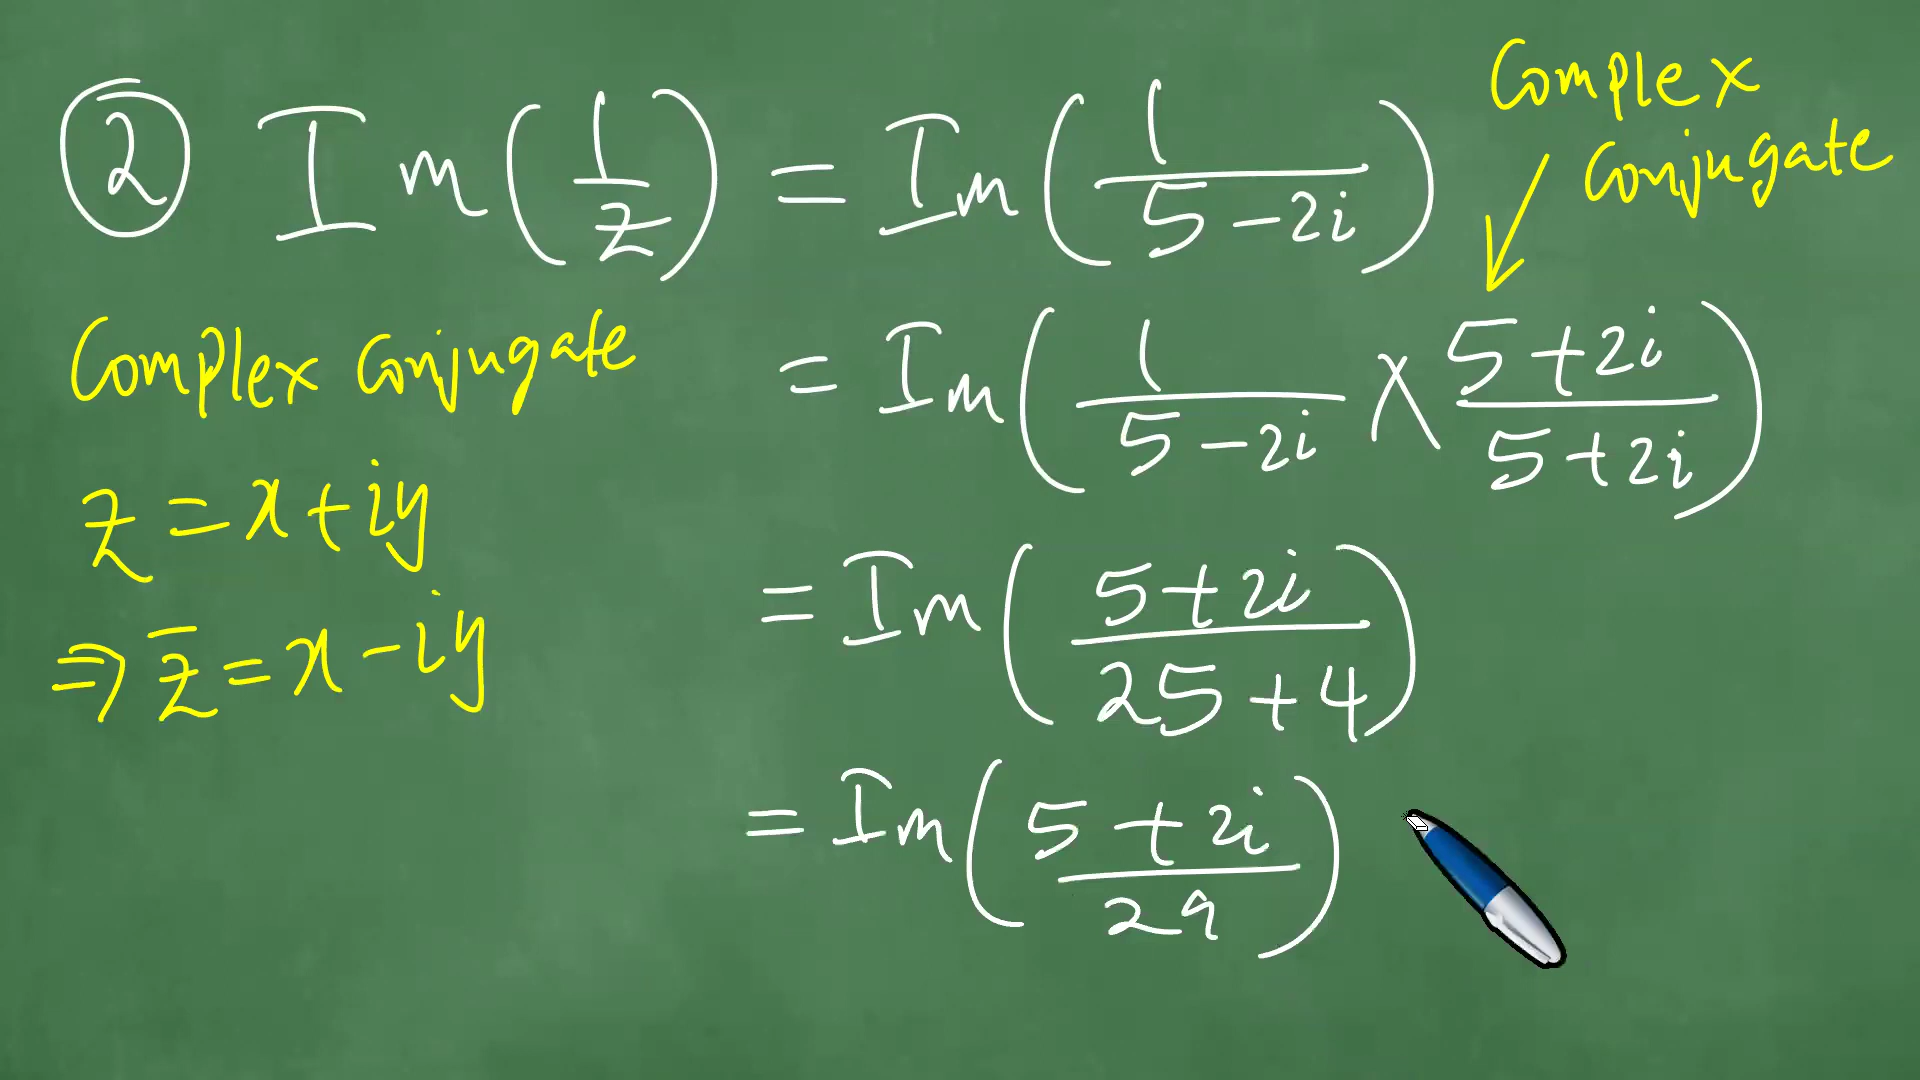 ② Im(1/z) = Im(1/(5-2i))
Complex
Conjugate
= Im(1/(5-2i) × (5+2i)/(5+2i))
Complex Conjugate
z = x+iy
= Im((5+2i)/(25+4))
⇒ z̅ = x-iy
= Im((5+2i)/29)